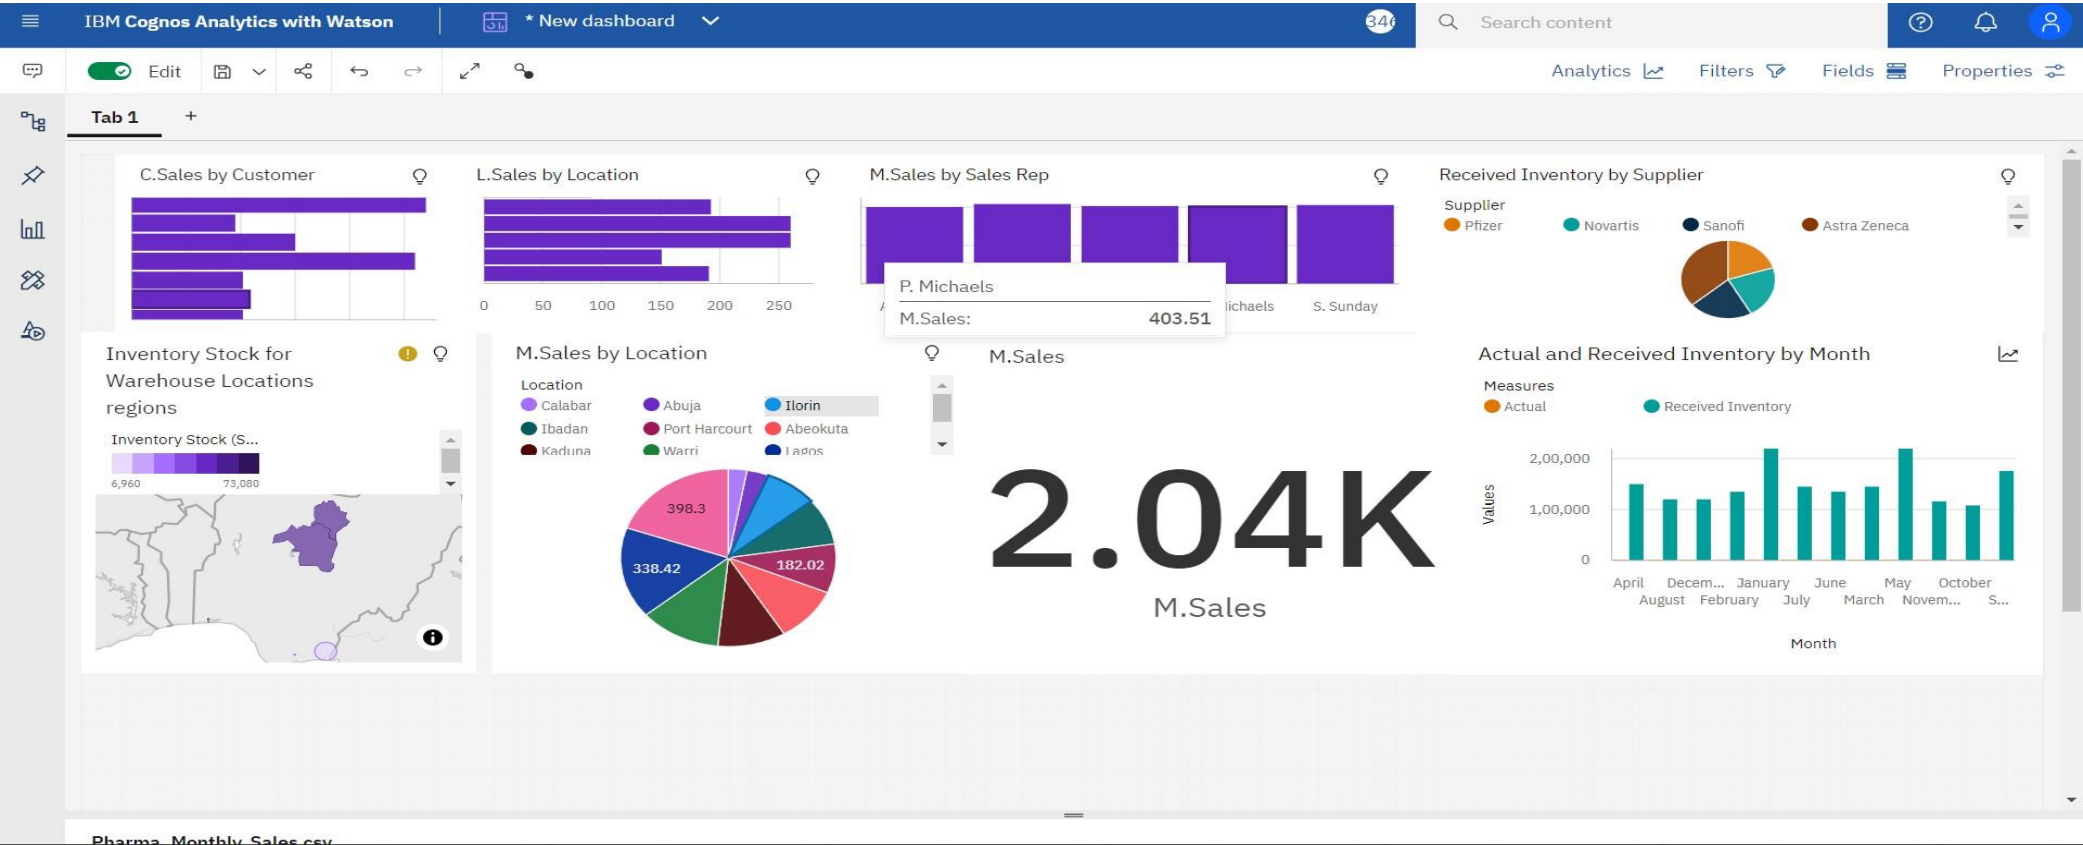 IBM Cognos Analytics with Watson
* New dashboard
Search content
Edit
Analytics
Filters
Fields
Properties
Tab 1
+
C.Sales by Customer
L.Sales by Location
0 50 100 150 200 250
M.Sales by Sales Rep
P. Michaels
M.Sales: 403.51
S. Sunday
Received Inventory by Supplier
Supplier
Pfizer Novartis Sanofi Astra Zeneca
Inventory Stock for
Warehouse Locations
regions
Inventory Stock (S...
6,960 73,080
M.Sales by Location
Location
Calabar Abuja Ilorin
Ibadan Port Harcourt Abeokuta
Kaduna Warri Lagos
398.3
338.42
182.02
M.Sales
2.04K
M.Sales
Actual and Received Inventory by Month
Measures
Actual Received Inventory
Values
2,00,000
1,00,000
0
April Decem... January June May October
August February July March Novem... S...
Month
Pharma_Monthly_Sales.csv